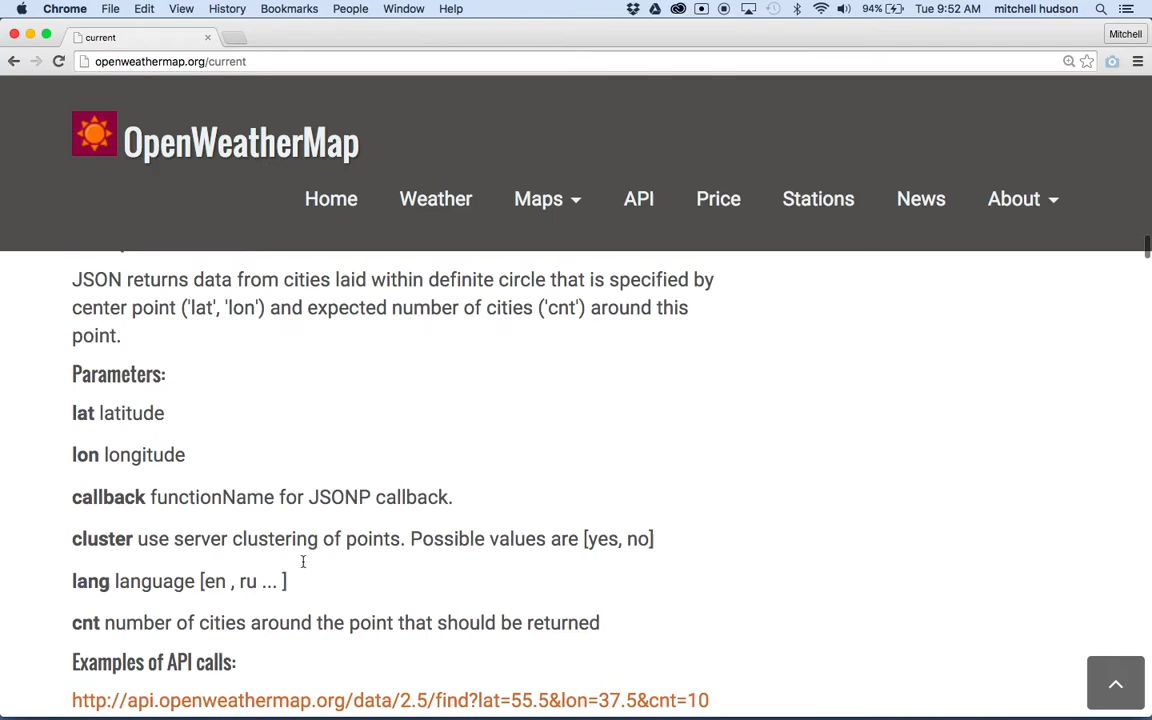 Chrome File Edit View History Bookmarks People Window Help 94% Tue 9:52 AM mitchell hudson
current Mitchell
openweathermap.org/current
OpenWeatherMap
Home Weather Maps API Price Stations News About
JSON returns data from cities laid within definite circle that is specified by
center point ('lat', 'lon') and expected number of cities ('cnt') around this
point.
Parameters:
lat latitude
lon longitude
callback functionName for JSONP callback.
cluster use server clustering of points. Possible values are [yes, no]
lang language [en , ru ... ]
cnt number of cities around the point that should be returned
Examples of API calls:
http://api.openweathermap.org/data/2.5/find?lat=55.5&lon=37.5&cnt=10